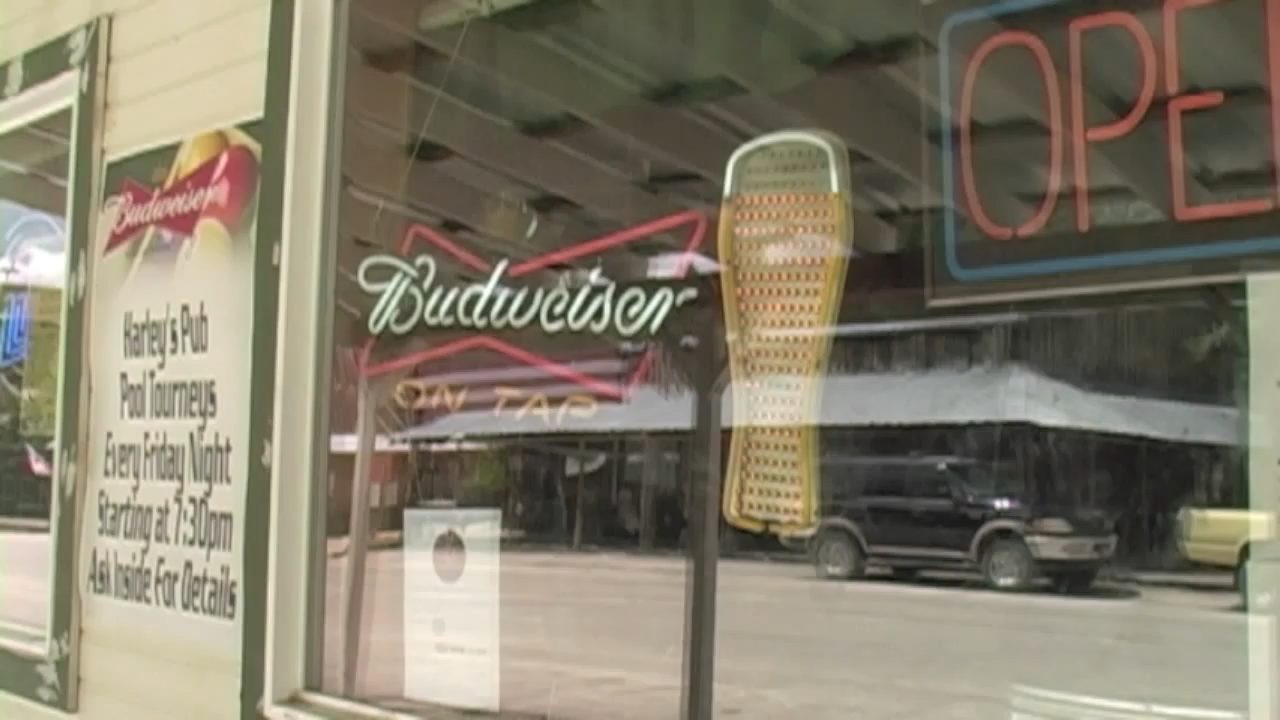 Budweiser
Harley's Pub
Pool Tourneys
Every Friday Night
Starting at 7:30pm
Ask Inside For Details
Budweiser
ON TAP
OPE